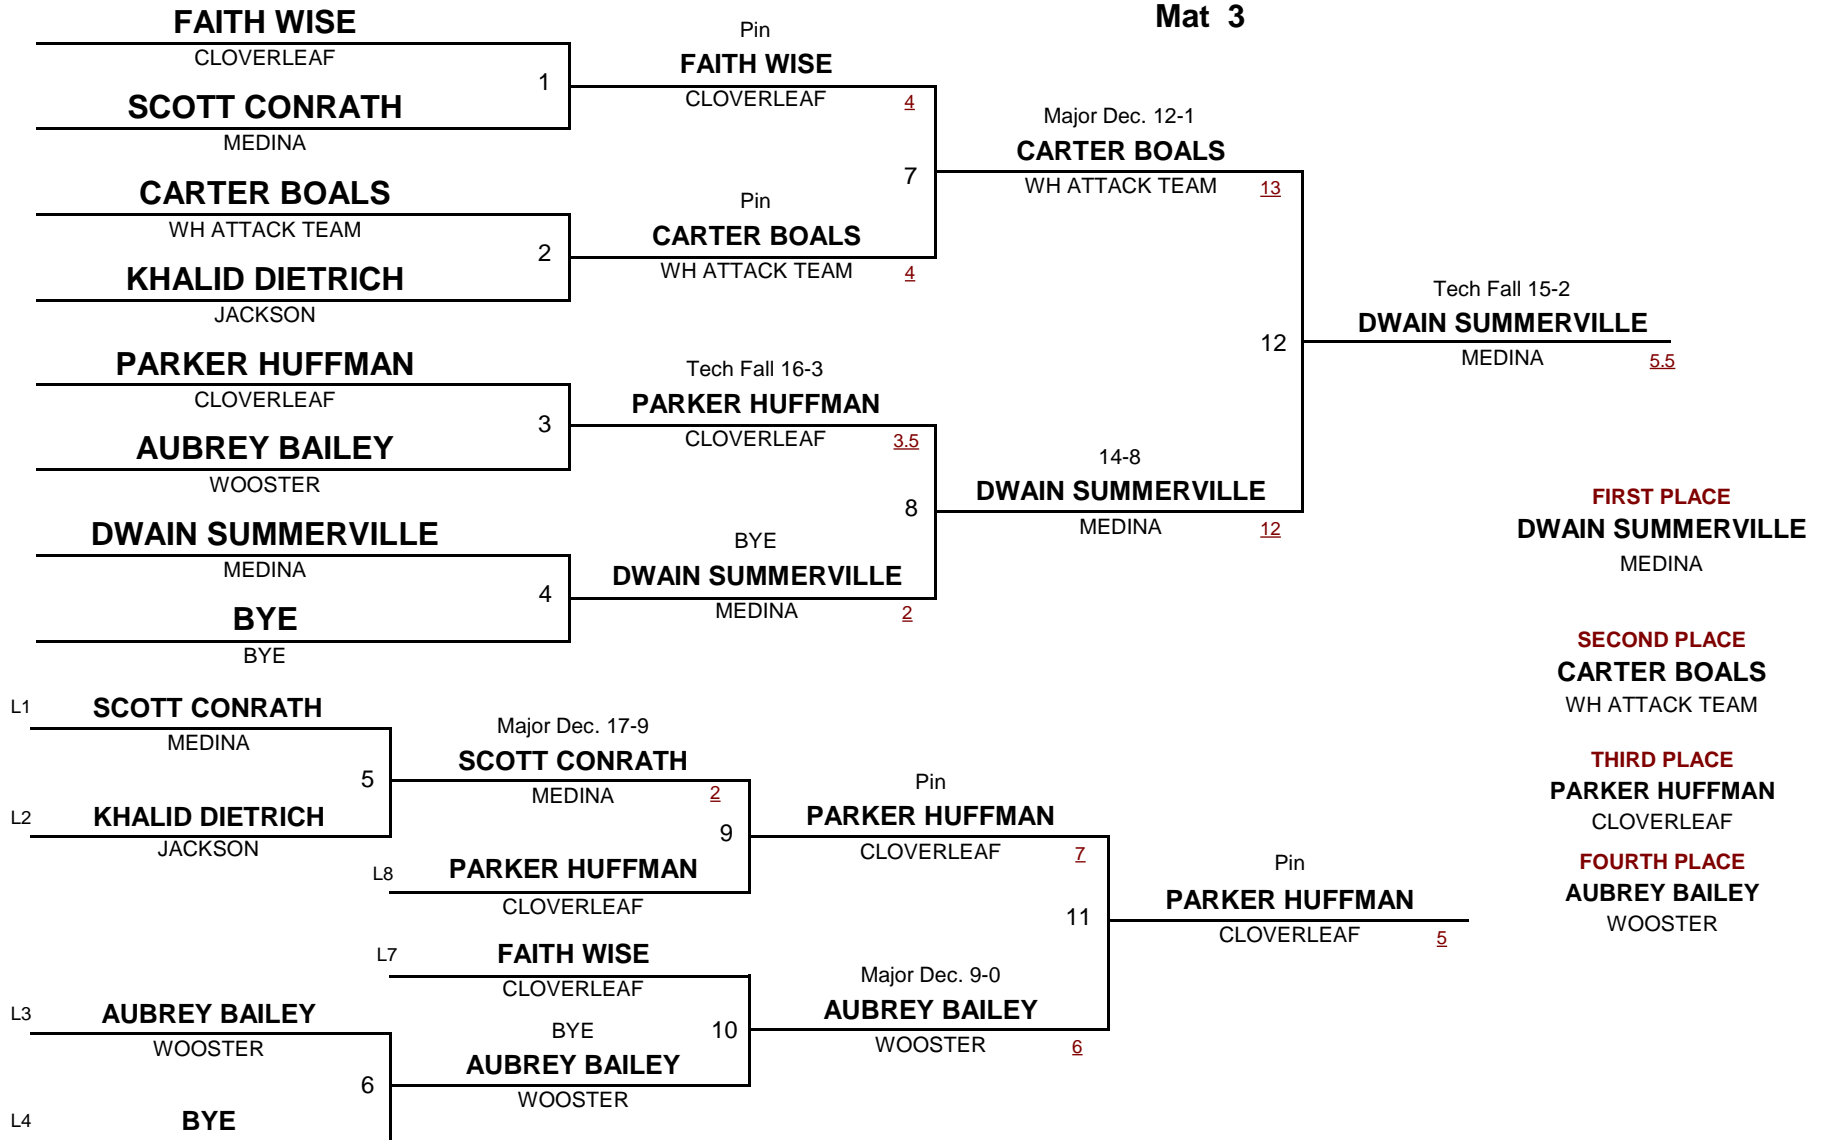 Mat 3
FAITH WISE
CLOVERLEAF
1
SCOTT CONRATH
MEDINA
CARTER BOALS
WH ATTACK TEAM
2
KHALID DIETRICH
JACKSON
PARKER HUFFMAN
CLOVERLEAF
3
AUBREY BAILEY
WOOSTER
DWAIN SUMMERVILLE
MEDINA
4
BYE
BYE
Pin
FAITH WISE
CLOVERLEAF 4
7
Pin
CARTER BOALS
WH ATTACK TEAM 4
Tech Fall 16-3
PARKER HUFFMAN
CLOVERLEAF 3.5
8
BYE
DWAIN SUMMERVILLE
MEDINA 2
Major Dec. 12-1
CARTER BOALS
WH ATTACK TEAM 13
12
14-8
DWAIN SUMMERVILLE
MEDINA 12
Tech Fall 15-2
DWAIN SUMMERVILLE
MEDINA 5.5
FIRST PLACE
DWAIN SUMMERVILLE
MEDINA
SECOND PLACE
CARTER BOALS
WH ATTACK TEAM
THIRD PLACE
PARKER HUFFMAN
CLOVERLEAF
FOURTH PLACE
AUBREY BAILEY
WOOSTER
L1 SCOTT CONRATH
MEDINA
5
L2 KHALID DIETRICH
JACKSON
Major Dec. 17-9
SCOTT CONRATH
MEDINA 2
9
L8 PARKER HUFFMAN
CLOVERLEAF
L7 FAITH WISE
CLOVERLEAF
10
BYE
AUBREY BAILEY
WOOSTER
L3 AUBREY BAILEY
WOOSTER
6
L4 BYE
Pin
PARKER HUFFMAN
CLOVERLEAF 7
11
Major Dec. 9-0
AUBREY BAILEY
WOOSTER 6
Pin
PARKER HUFFMAN
CLOVERLEAF 5